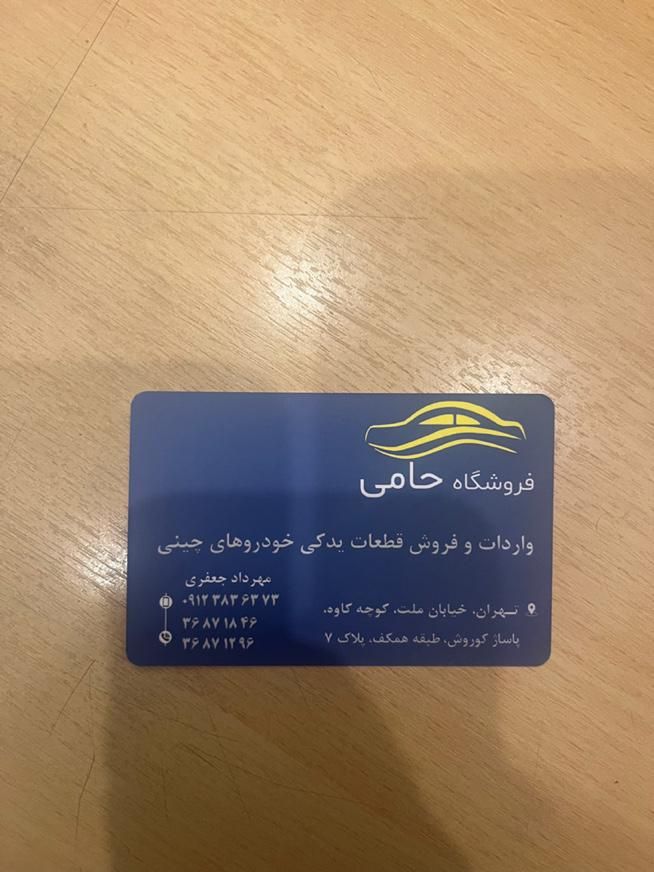 فروشگاه حامی
واردات و فروش قطعات یدکی خودروهای چینی
مهرداد جعفری
۰۹۱۲ ۳۸۳ ۶۳ ۷۳
۳۶ ۸۷ ۱۸ ۴۶
۳۶ ۸۷ ۱۲ ۹۶
تـهران، خیابان ملت، کوچه کاوه،
پاساژ کوروش، طبقه همکف، پلاک ۷